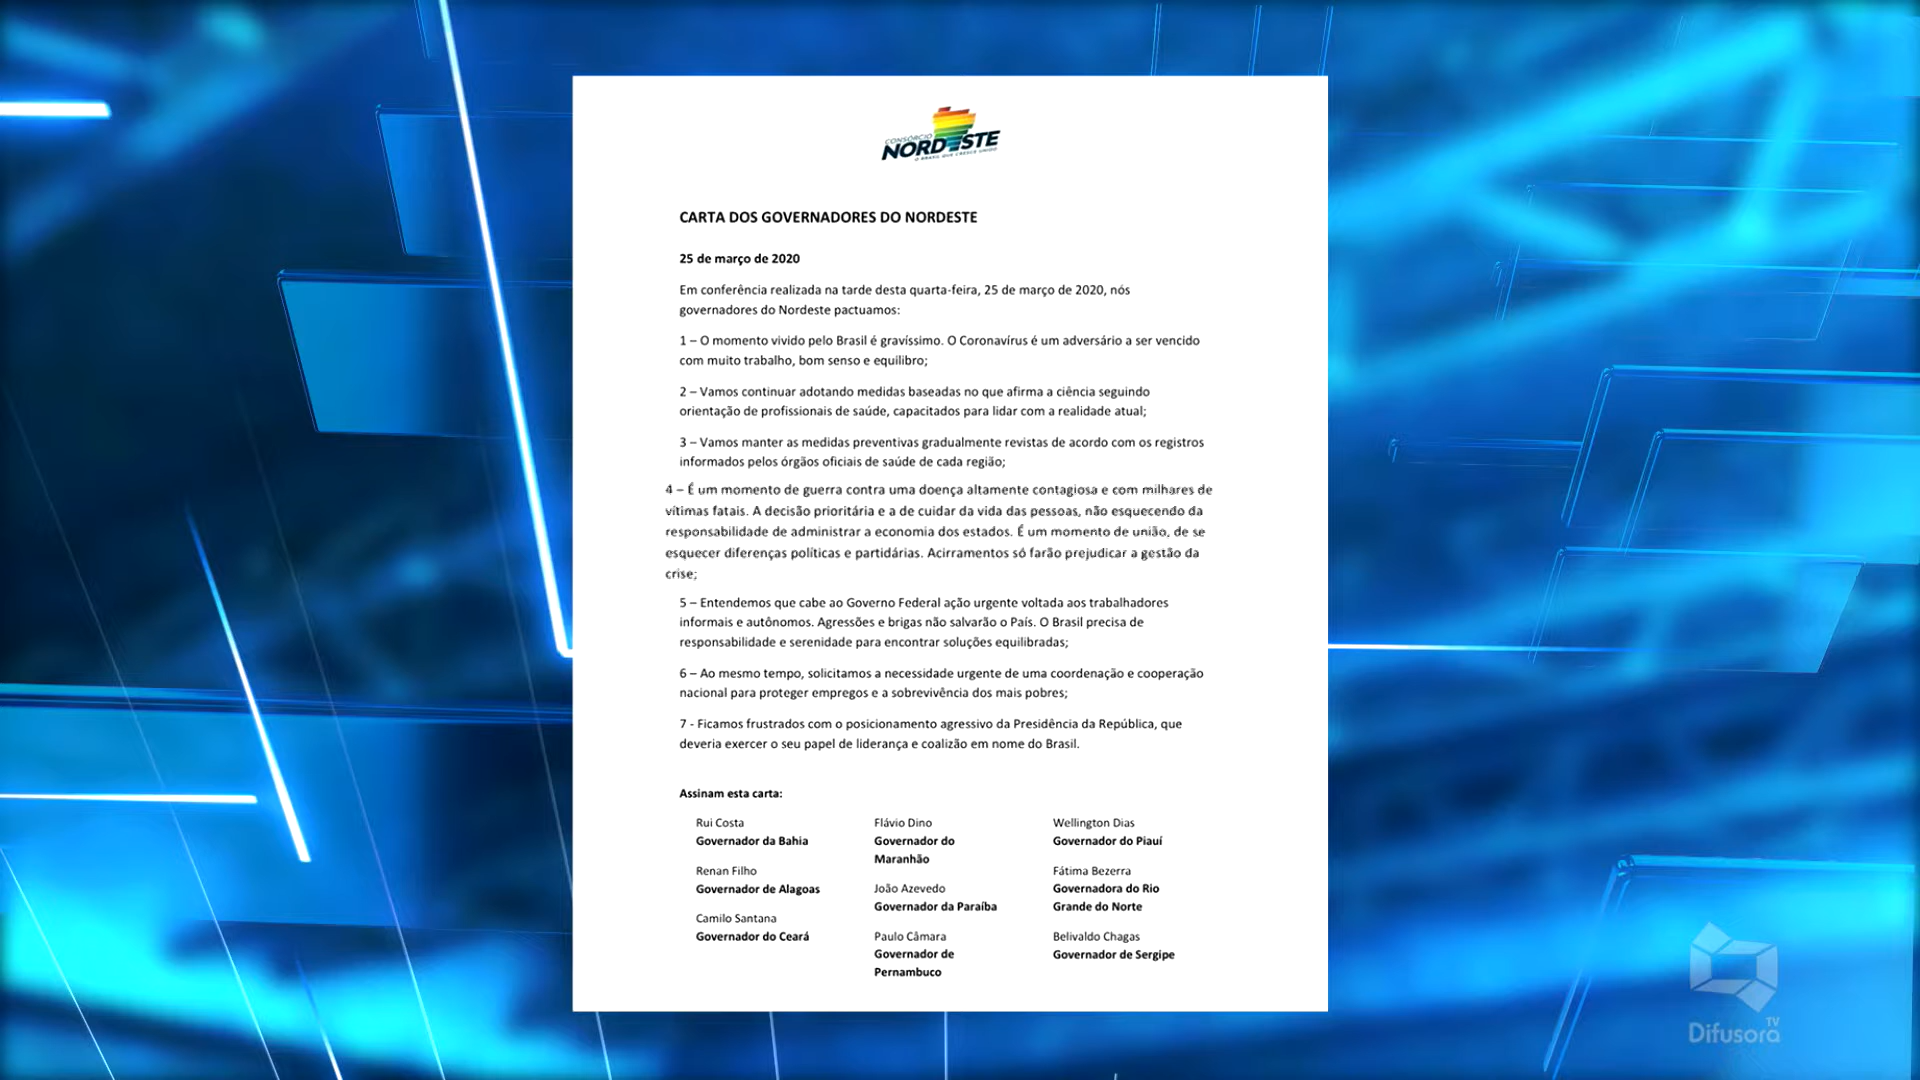 CONSÓRCIO
NORDESTE
O BRASIL QUE CRESCE UNIDO
CARTA DOS GOVERNADORES DO NORDESTE
25 de março de 2020
Em conferência realizada na tarde desta quarta-feira, 25 de março de 2020, nós
governadores do Nordeste pactuamos:
1 – O momento vivido pelo Brasil é gravíssimo. O Coronavírus é um adversário a ser vencido
com muito trabalho, bom senso e equilibro;
2 – Vamos continuar adotando medidas baseadas no que afirma a ciência seguindo
orientação de profissionais de saúde, capacitados para lidar com a realidade atual;
3 – Vamos manter as medidas preventivas gradualmente revistas de acordo com os registros
informados pelos órgãos oficiais de saúde de cada região;
4 – É um momento de guerra contra uma doença altamente contagiosa e com milhares de
vítimas fatais. A decisão prioritária e a de cuidar da vida das pessoas, não esquecendo da
responsabilidade de administrar a economia dos estados. É um momento de união, de se
esquecer diferenças políticas e partidárias. Acirramentos só farão prejudicar a gestão da
crise;
5 – Entendemos que cabe ao Governo Federal ação urgente voltada aos trabalhadores
informais e autônomos. Agressões e brigas não salvarão o País. O Brasil precisa de
responsabilidade e serenidade para encontrar soluções equilibradas;
6 – Ao mesmo tempo, solicitamos a necessidade urgente de uma coordenação e cooperação
nacional para proteger empregos e a sobrevivência dos mais pobres;
7 - Ficamos frustrados com o posicionamento agressivo da Presidência da República, que
deveria exercer o seu papel de liderança e coalizão em nome do Brasil.
Assinam esta carta:
Rui Costa
Governador da Bahia
Renan Filho
Governador de Alagoas
Camilo Santana
Governador do Ceará
Flávio Dino
Governador do
Maranhão
João Azevedo
Governador da Paraíba
Paulo Câmara
Governador de
Pernambuco
Wellington Dias
Governador do Piauí
Fátima Bezerra
Governadora do Rio
Grande do Norte
Belivaldo Chagas
Governador de Sergipe
TV
Difusora